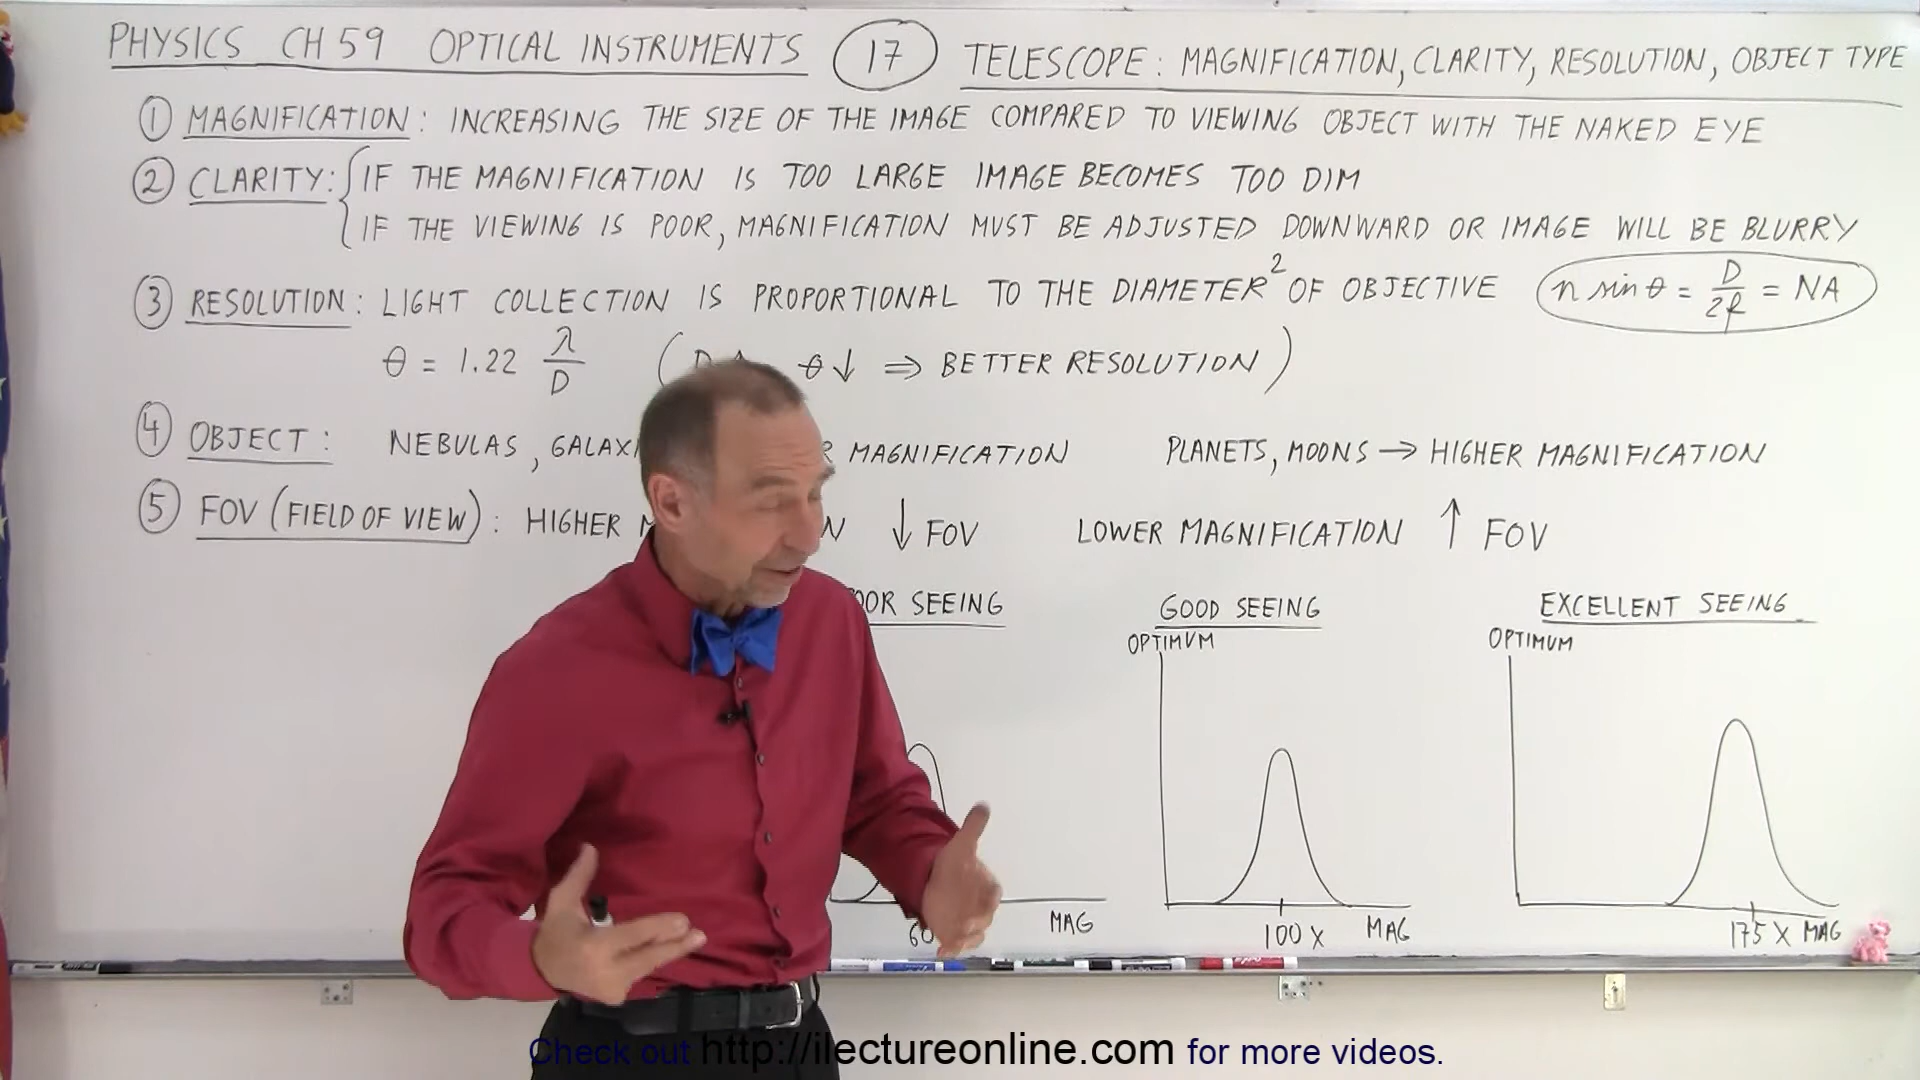 PHYSICS CH 59 OPTICAL INSTRUMENTS 17 TELESCOPE: MAGNIFICATION, CLARITY, RESOLUTION, OBJECT TYPE
① MAGNIFICATION: INCREASING THE SIZE OF THE IMAGE COMPARED TO VIEWING OBJECT WITH THE NAKED EYE
② CLARITY: { IF THE MAGNIFICATION IS TOO LARGE IMAGE BECOMES TOO DIM
IF THE VIEWING IS POOR, MAGNIFICATION MUST BE ADJUSTED DOWNWARD OR IMAGE WILL BE BLURRY
③ RESOLUTION: LIGHT COLLECTION IS PROPORTIONAL TO THE DIAMETER² OF OBJECTIVE n sin θ = D/2f = NA
θ = 1.22 λ/D ( θ↓ ⇒ BETTER RESOLUTION )
④ OBJECT: NEBULAS, MAGNIFICATION PLANETS, MOONS → HIGHER MAGNIFICATION
⑤ FOV (FIELD OF VIEW): HIGHER ↓ FOV LOWER MAGNIFICATION ↑ FOV
SEEING GOOD SEEING EXCELLENT SEEING
OPTIMUM OPTIMUM
MAG 100 X MAG 175 X MAG
Check out http://ilectureonline.com for more videos.